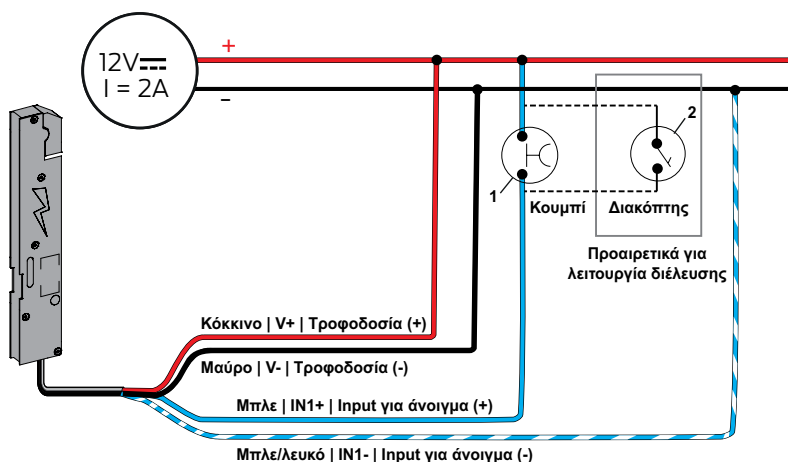 12V
I = 2A
+
–
1
2
Κουμπί
Διακόπτης
Προαιρετικά για
λειτουργία διέλευσης
Κόκκινο | V+ | Τροφοδοσία (+)
Μαύρο | V- | Τροφοδοσία (-)
Μπλε | IN1+ | Input για άνοιγμα (+)
Μπλε/λευκό | IN1- | Input για άνοιγμα (-)